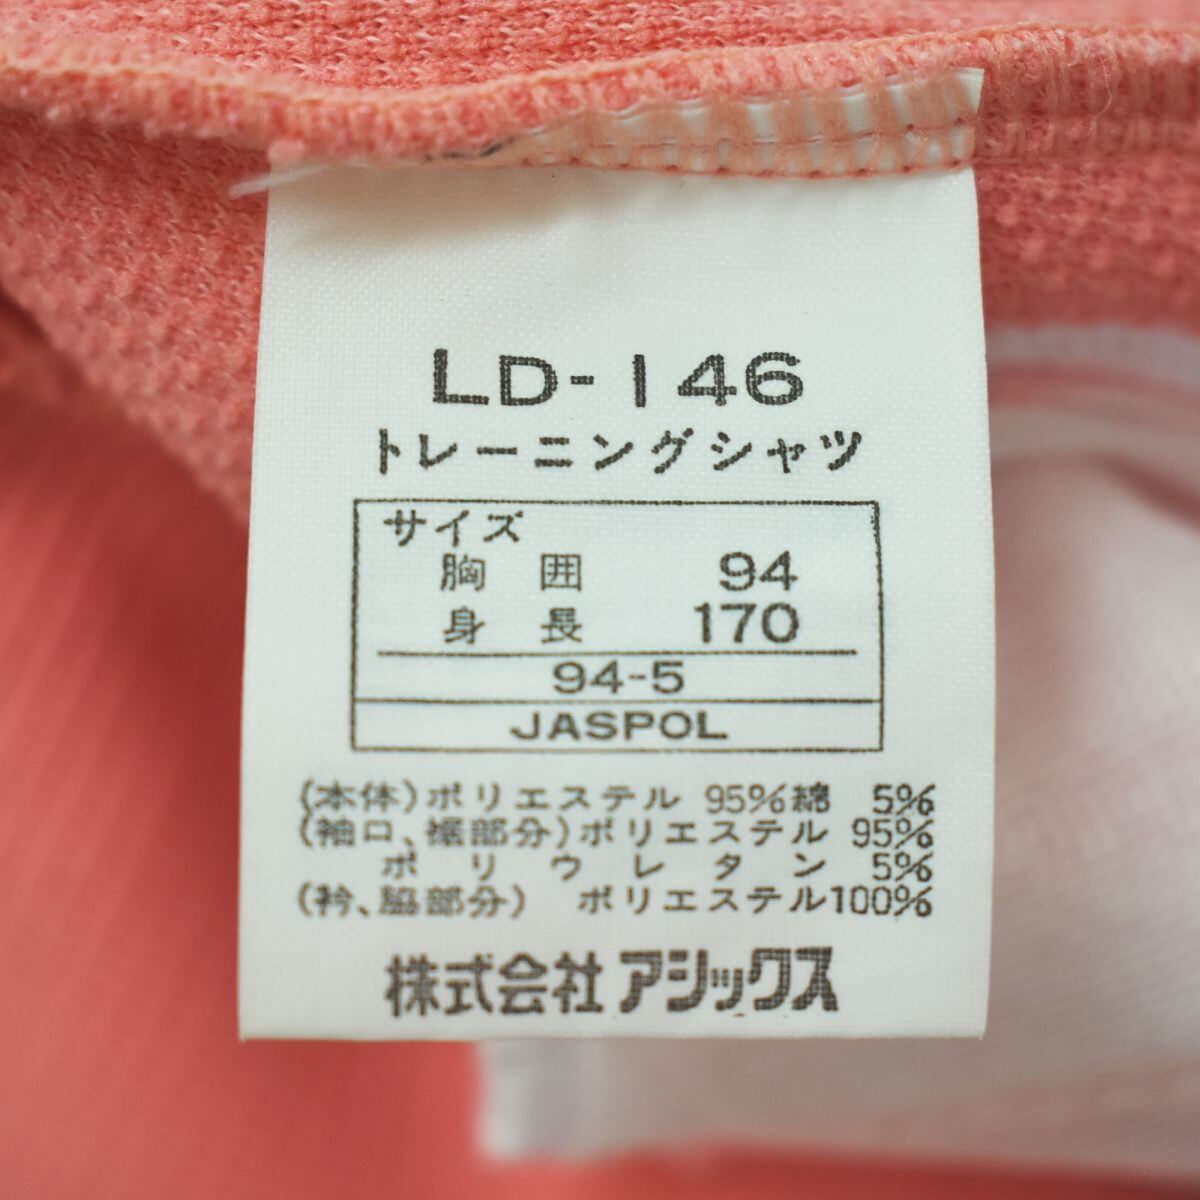 LD-146
トレーニングシャツ
サイズ
胸 囲 94
身 長 170
94-5
JASPOL
(本体)ポリエステル 95%綿 5%
(袖口、裾部分)ポリエステル 95%
ポリウレタン 5%
(衿、脇部分) ポリエステル100%
株式会社アシックス